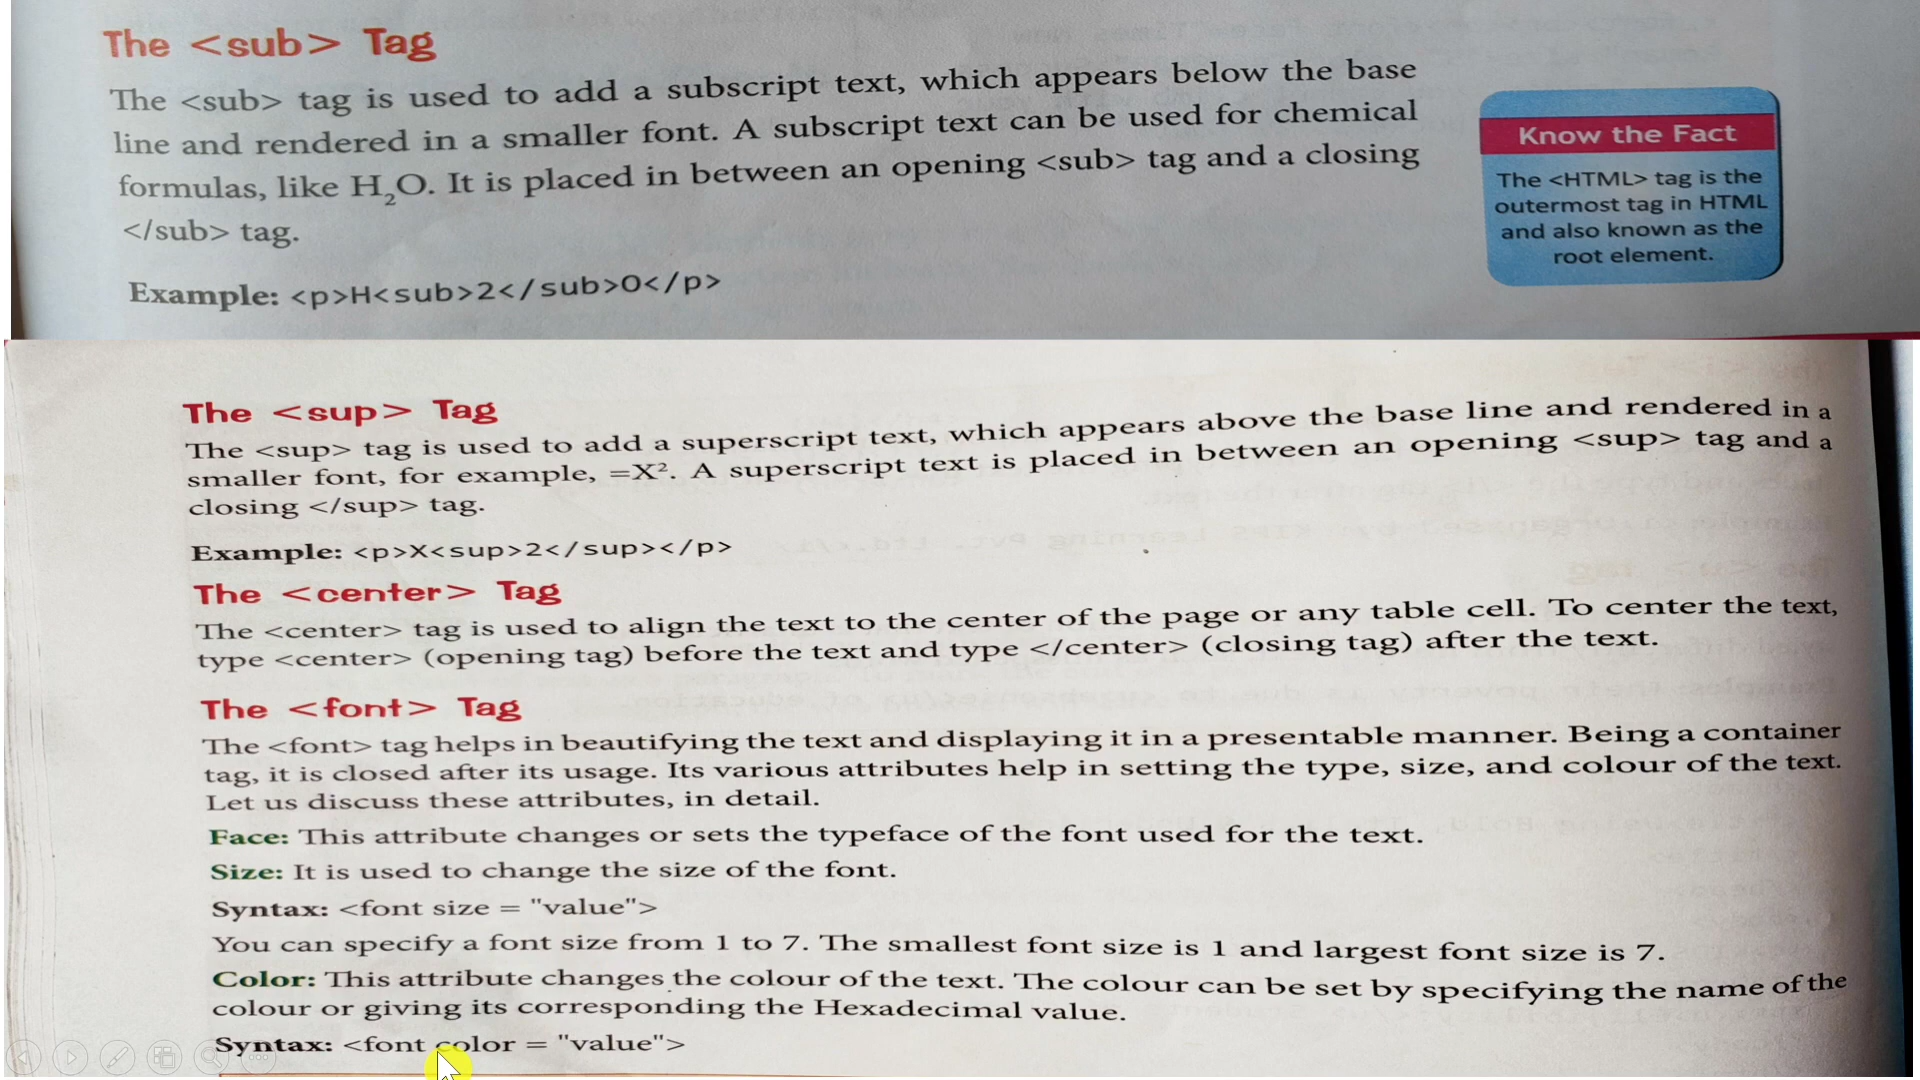 The <sub> Tag
The <sub> tag is used to add a subscript text, which appears below the base
line and rendered in a smaller font. A subscript text can be used for chemical
formulas, like H₂O. It is placed in between an opening <sub> tag and a closing
</sub> tag.
Example: <p>H<sub>2</sub>O</p>
Know the Fact
The <HTML> tag is the
outermost tag in HTML
and also known as the
root element.
The <sup> Tag
The <sup> tag is used to add a superscript text, which appears above the base line and rendered in a
smaller font, for example, =X². A superscript text is placed in between an opening <sup> tag and a
closing </sup> tag.
Example: <p>X<sup>2</sup></p>
The <center> Tag
The <center> tag is used to align the text to the center of the page or any table cell. To center the text,
type <center> (opening tag) before the text and type </center> (closing tag) after the text.
The <font> Tag
The <font> tag helps in beautifying the text and displaying it in a presentable manner. Being a container
tag, it is closed after its usage. Its various attributes help in setting the type, size, and colour of the text.
Let us discuss these attributes, in detail.
Face: This attribute changes or sets the typeface of the font used for the text.
Size: It is used to change the size of the font.
Syntax: <font size = "value">
You can specify a font size from 1 to 7. The smallest font size is 1 and largest font size is 7.
Color: This attribute changes the colour of the text. The colour can be set by specifying the name of the
colour or giving its corresponding the Hexadecimal value.
Syntax: <font color = "value">